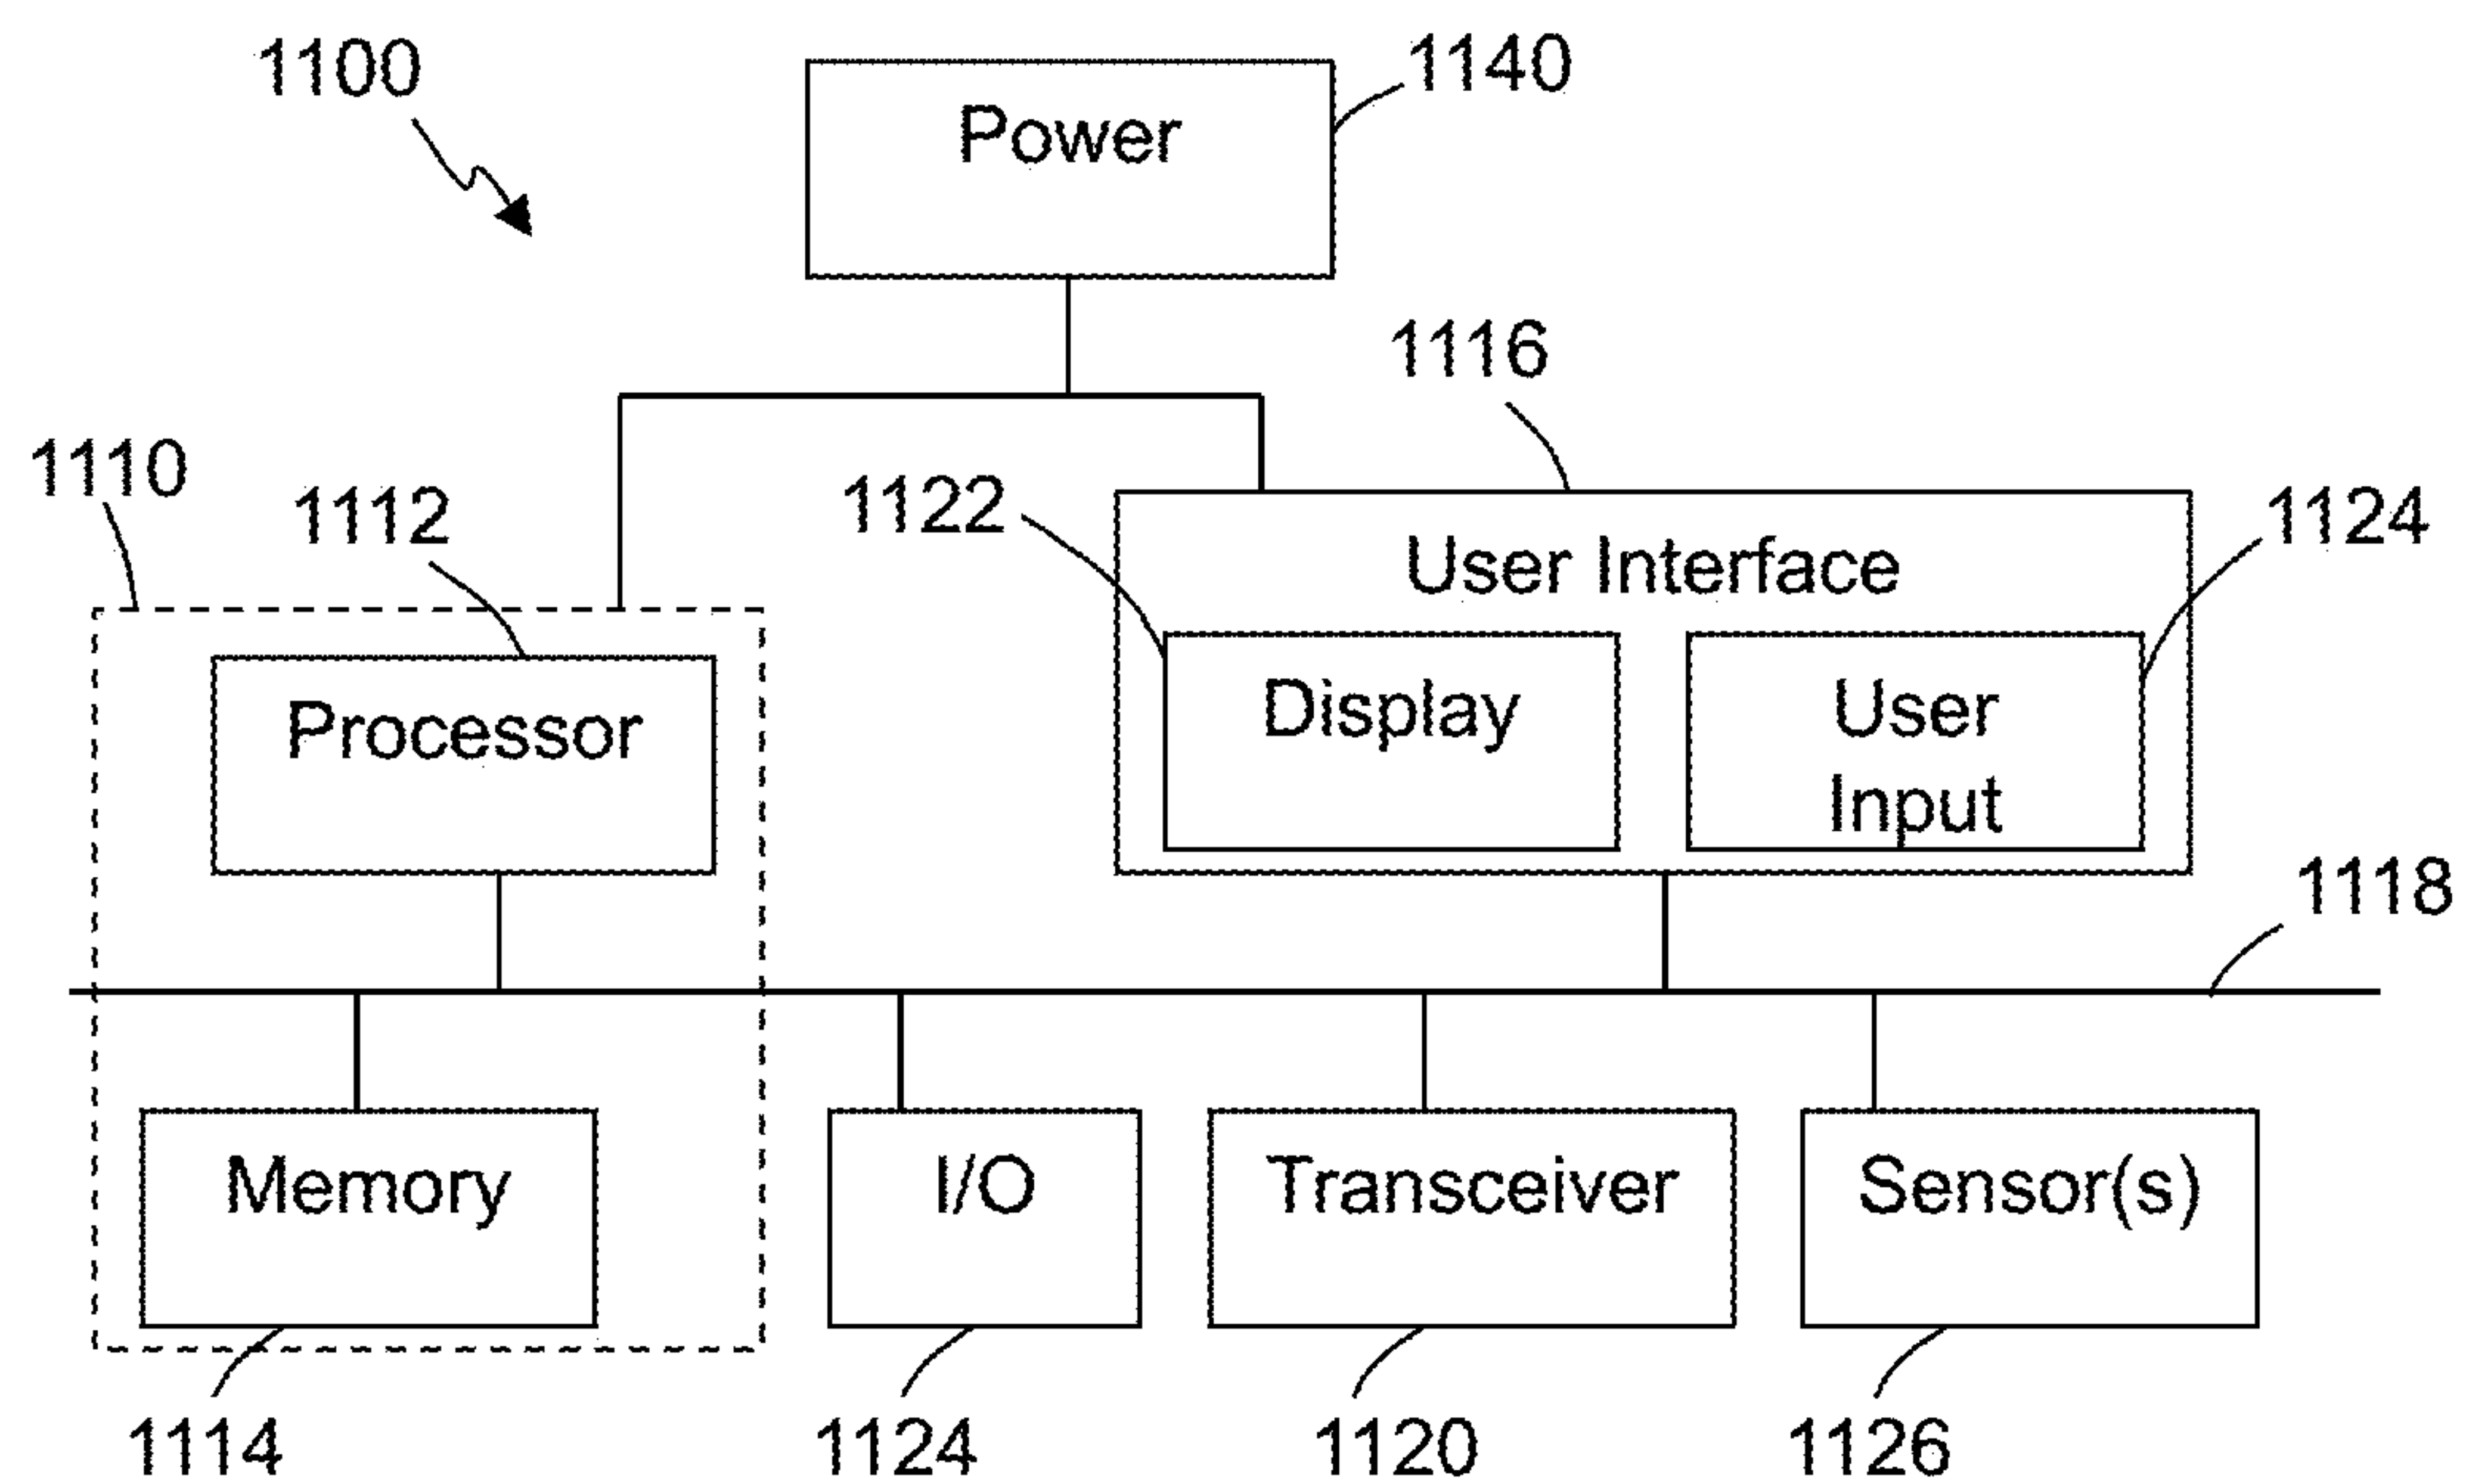 1100
Power
1140
1116
1110
1112
1122
User Interface
1124
Processor
Display
User
Input
1118
Memory
I/O
Transceiver
Sensor(s)
1114
1124
1120
1126